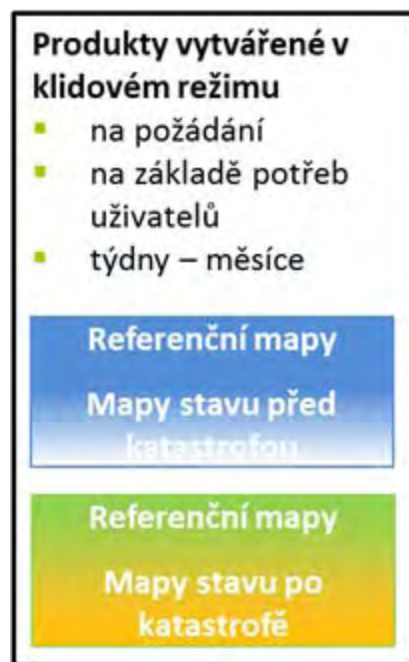 Produkty vytvářené v
klidovém režimu
▪ na požádání
▪ na základě potřeb
uživatelů
▪ týdny – měsíce
Referenční mapy
Mapy stavu před
katastrofou
Referenční mapy
Mapy stavu po
katastrofě